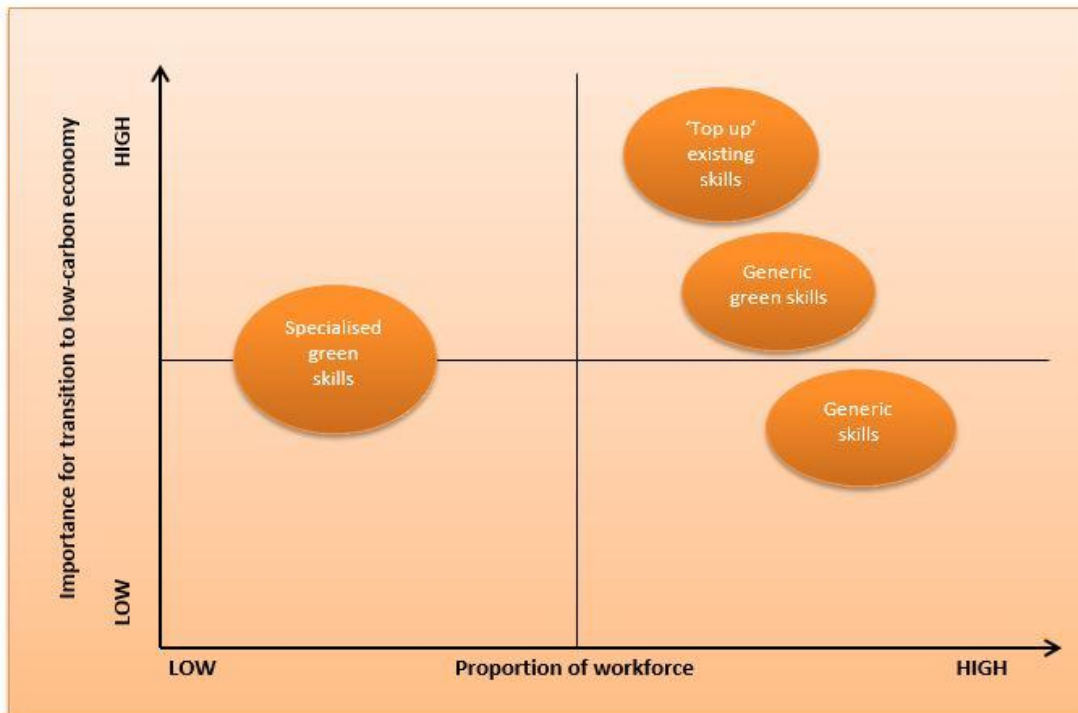 Importance for transition to low-carbon economy
HIGH
LOW
‘Top up’
existing
skills
Generic
green skills
Specialised
green
skills
Generic
skills
LOW
Proportion of workforce
HIGH